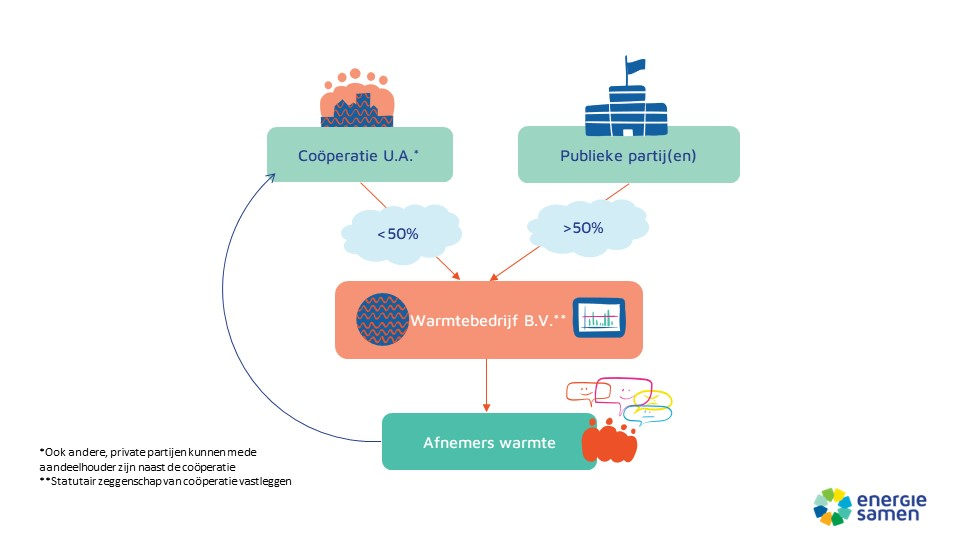 Coöperatie U.A.*
Publieke partij(en)
<50%
>50%
Warmtebedrijf B.V.**
Afnemers warmte
*Ook andere, private partijen kunnen mede
aandeelhouder zijn naast de coöperatie
**Statutair zeggenschap van coöperatie vastleggen
energie
samen